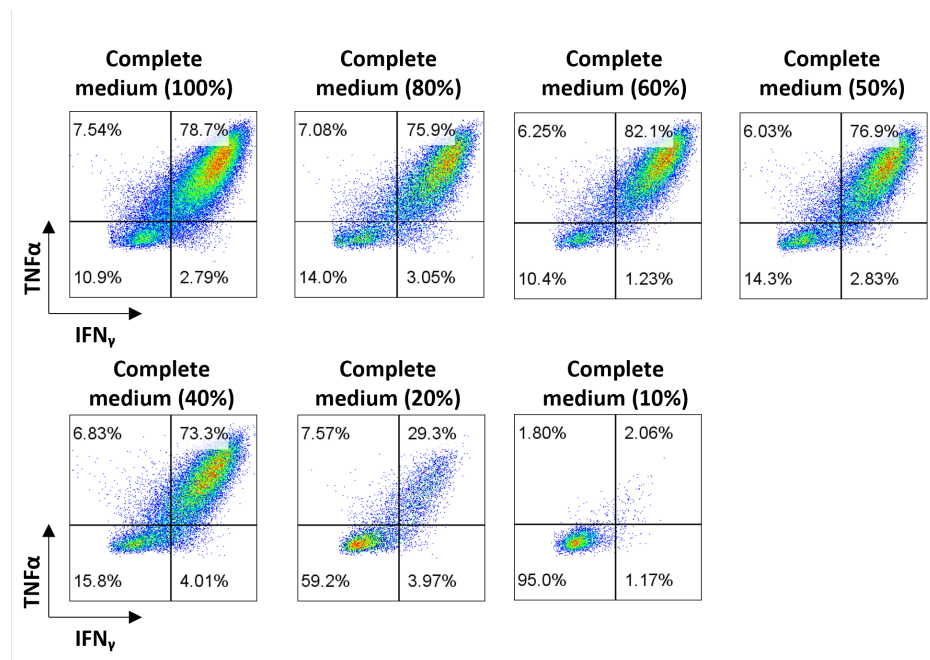 Complete
medium (100%)
Complete
medium (80%)
Complete
medium (60%)
Complete
medium (50%)
7.54% 78.7%
7.08% 75.9%
6.25% 82.1%
6.03% 76.9%
10.9% 2.79%
14.0% 3.05%
10.4% 1.23%
14.3% 2.83%
TNFα
IFNγ
Complete
medium (40%)
Complete
medium (20%)
Complete
medium (10%)
6.83% 73.3%
7.57% 29.3%
1.80% 2.06%
15.8% 4.01%
59.2% 3.97%
95.0% 1.17%
TNFα
IFNγ